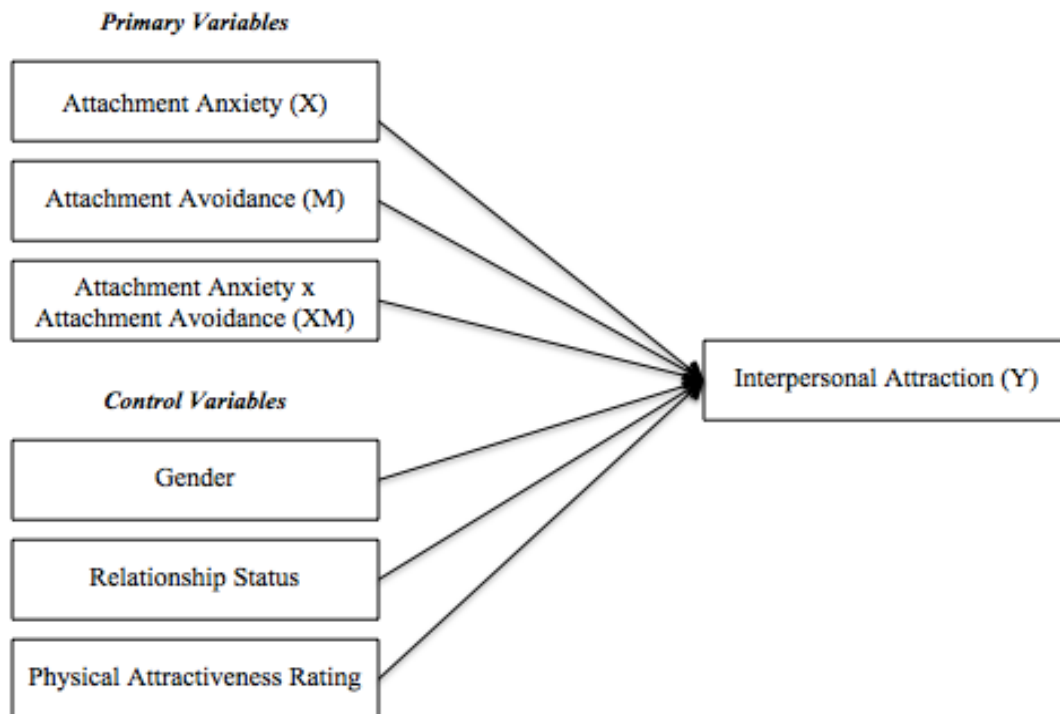 Primary Variables
Attachment Anxiety (X)
Attachment Avoidance (M)
Attachment Anxiety x
Attachment Avoidance (XM)
Interpersonal Attraction (Y)
Control Variables
Gender
Relationship Status
Physical Attractiveness Rating